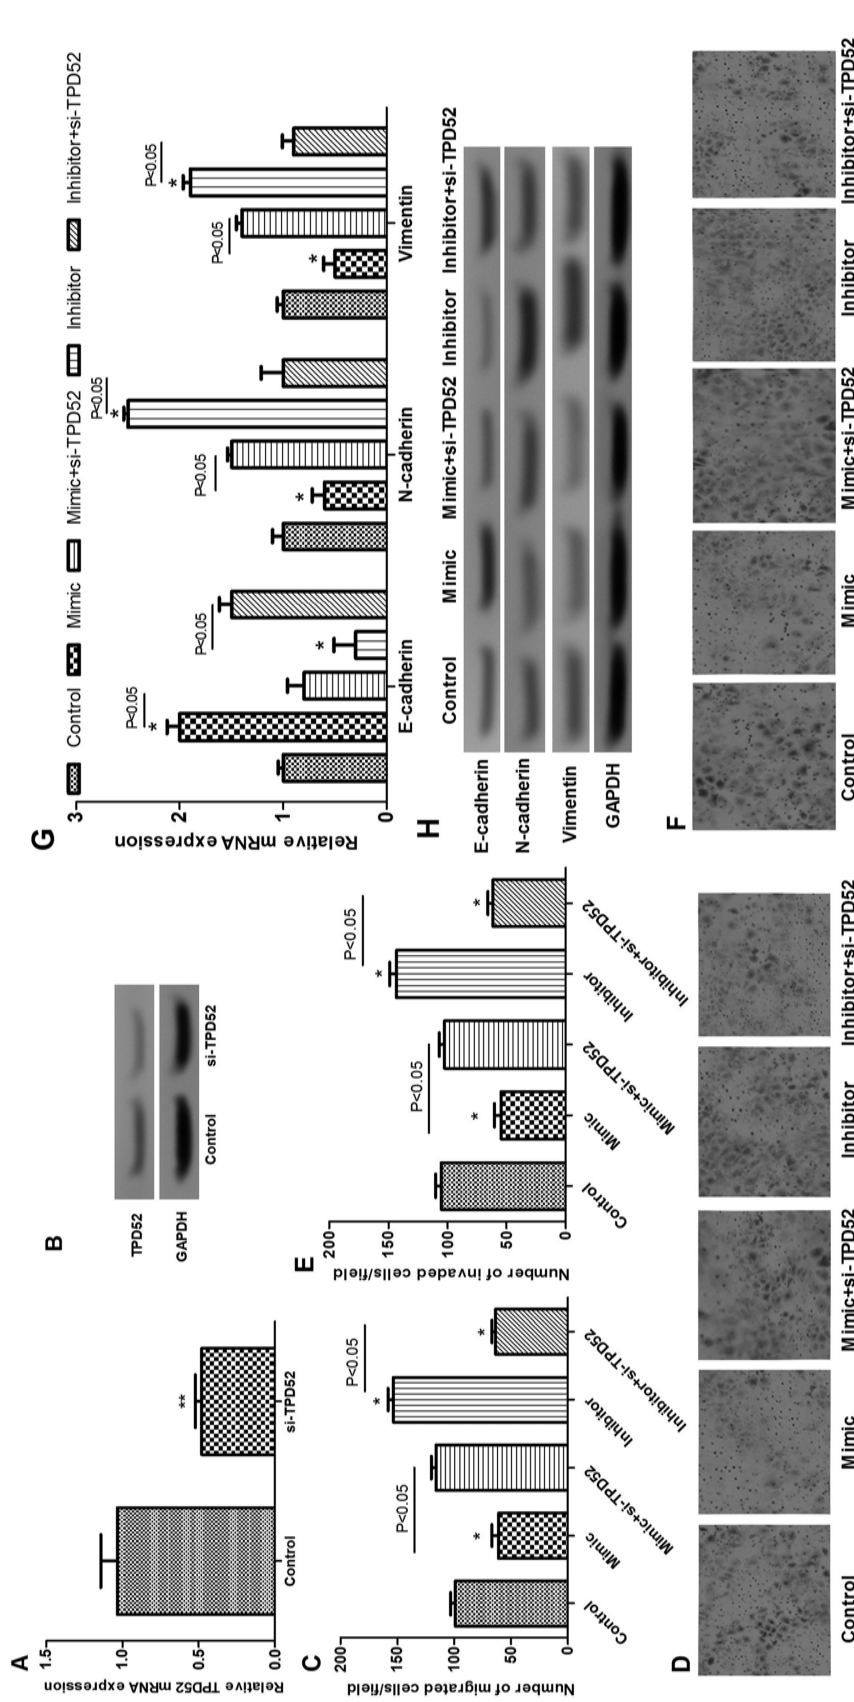 A
Relative TPD52 mRNA expression
1.5
1.0
0.5
0.0
Control
si-TPD52
**
B
TPD52
GAPDH
Control
si-TPD52
C
Number of migrated cells/field
200
150
100
50
0
*
P<0.05
*
P<0.05
*
Control
Mimic
Mimic+si-TPD52
Inhibitor
Inhibitor+si-TPD52
E
Number of invaded cells/field
200
150
100
50
0
*
P<0.05
*
P<0.05
*
Control
Mimic
Mimic+si-TPD52
Inhibitor
Inhibitor+si-TPD52
D
Control
Mimic
Mimic+si-TPD52
Inhibitor
Inhibitor+si-TPD52
G
Control
Mimic
Mimic+si-TPD52
Inhibitor
Inhibitor+si-TPD52
Relative mRNA expression
3
2
1
0
*
P<0.05
*
P<0.05
*
P<0.05
*
P<0.05
*
P<0.05
*
P<0.05
E-cadherin
N-cadherin
Vimentin
H
Control
Mimic
Mimic+si-TPD52
Inhibitor
Inhibitor+si-TPD52
E-cadherin
N-cadherin
Vimentin
GAPDH
F
Control
Mimic
Mimic+si-TPD52
Inhibitor
Inhibitor+si-TPD52